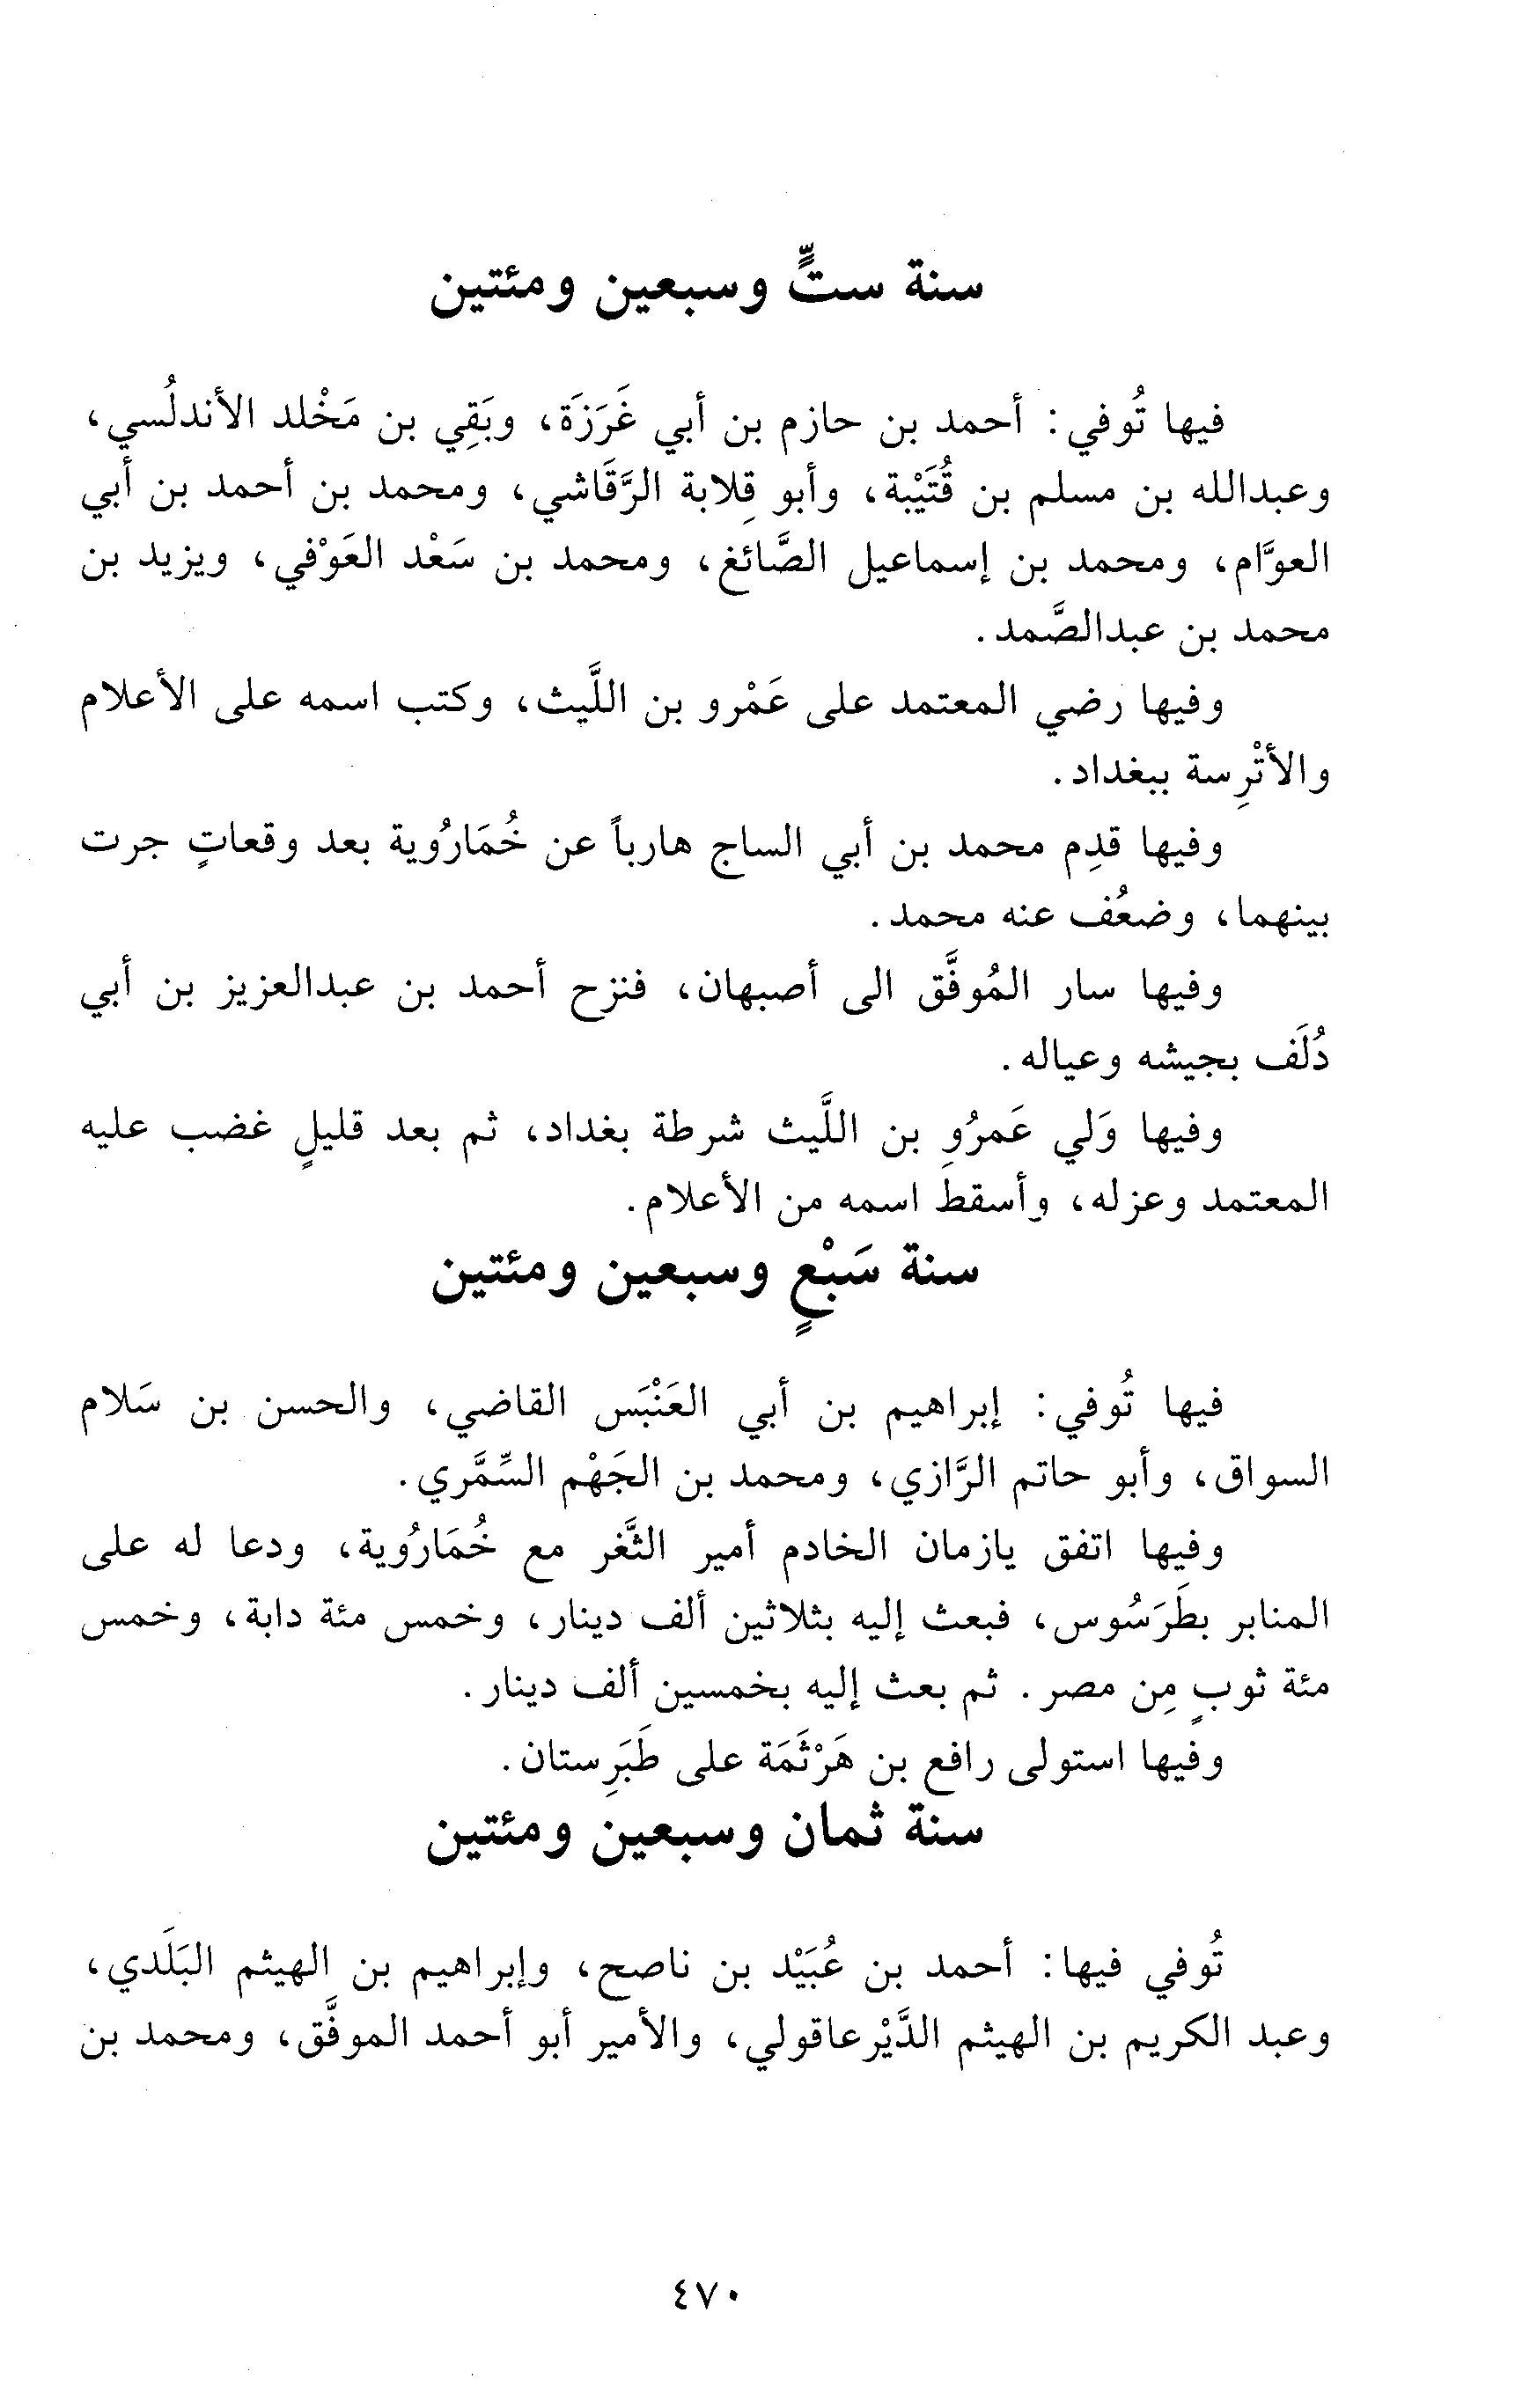 سنة ستٍّ وسبعين ومئتين
فيها تُوفي: أحمد بن حازم بن أبي غَرَزَة، وبَقِي بن مَخْلد الأندلُسي،
وعبدالله بن مسلم بن قُتَيْبة، وأبو قِلابة الرَّقَاشي، ومحمد بن أحمد بن أبي
العوَّام، ومحمد بن إسماعيل الصَّائغ، ومحمد بن سَعْد العَوْفي، ويزيد بن
محمد بن عبدالصَّمد.
وفيها رضي المعتمد على عَمْرو بن اللَّيث، وكتب اسمه على الأعلام
والأتْرِسة ببغداد.
وفيها قدِم محمد بن أبي الساج هارباً عن خُمَارُوية بعد وقعاتٍ جرت
بينهما، وضعُف عنه محمد.
وفيها سار المُوفَّق الى أصبهان، فنزح أحمد بن عبدالعزيز بن أبي
دُلَف بجيشه وعياله.
وفيها وَلي عَمرُوِ بن اللَّيث شرطة بغداد، ثم بعد قليلٍ غضب عليه
المعتمد وعزله، وأسقطَ اسمه من الأعلام.
سنة سَبْعٍ وسبعين ومئتين
فيها تُوفي: إبراهيم بن أبي العَنْبَس القاضي، والحسن بن سَلام
السواق، وأبو حاتم الرَّازي، ومحمد بن الجَهْم السِّمَّري.
وفيها اتفق يازمان الخادم أمير الثَّغر مع خُمَارُوية، ودعا له على
المنابر بطَرَسُوس، فبعث إليه بثلاثين ألف دينار، وخمس مئة دابة، وخمس
مئة ثوبٍ مِن مصر. ثم بعث إليه بخمسين ألف دينار.
وفيها استولى رافع بن هَرْثَمَة على طَبَرِستان.
سنة ثمان وسبعين ومئتين
تُوفي فيها: أحمد بن عُبَيْد بن ناصح، وإبراهيم بن الهيثم البَلَدي،
وعبد الكريم بن الهيثم الدَّيْرعاقولي، والأمير أبو أحمد الموفَّق، ومحمد بن
٤٧٠